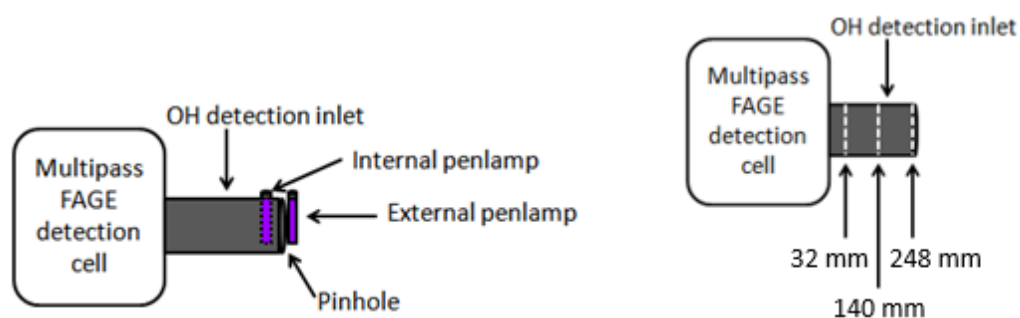 OH detection inlet
Multipass
FAGE
detection
cell
Internal penlamp
External penlamp
Pinhole
OH detection inlet
Multipass
FAGE
detection
cell
32 mm
248 mm
140 mm